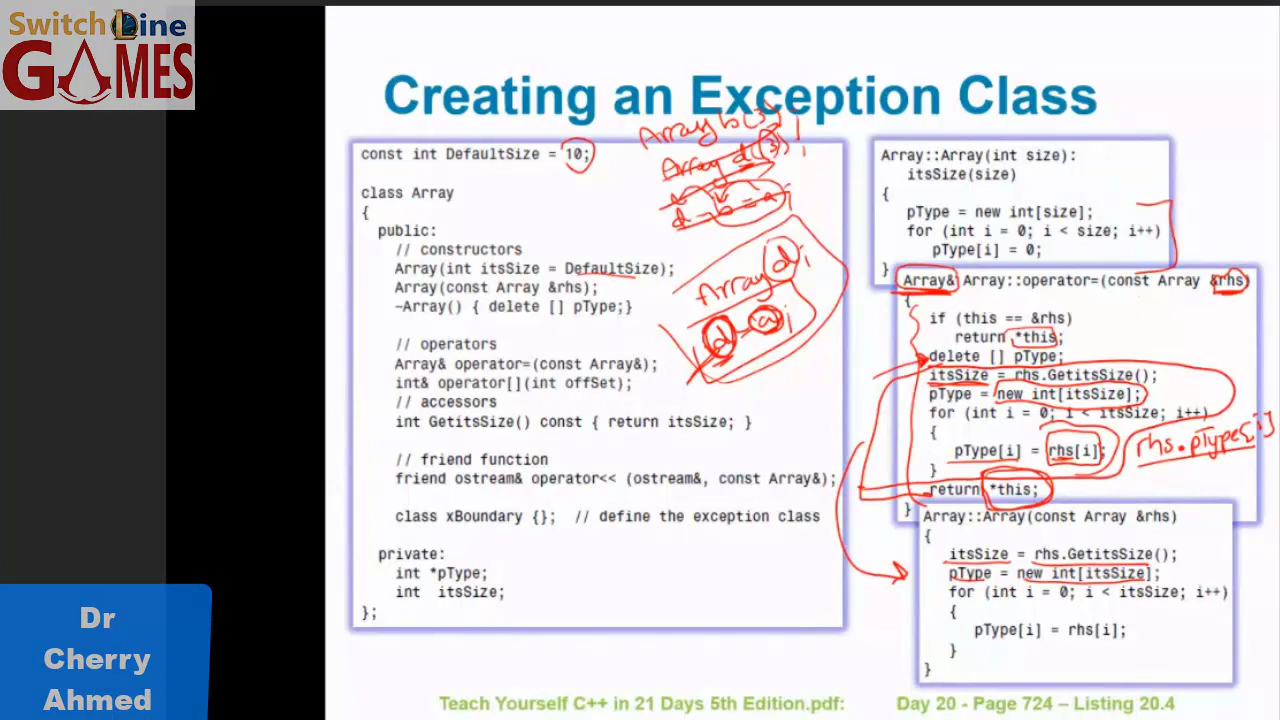 Switch Line
GAMES
Creating an Exception Class
const int DefaultSize = 10;
class Array
{
public:
// constructors
Array(int itsSize = DefaultSize);
Array(const Array &rhs);
~Array() { delete [] pType;}
// operators
Array& operator=(const Array&);
int& operator[](int offSet);
// accessors
int GetitsSize() const { return itsSize; }
// friend function
friend ostream& operator<< (ostream&, const Array&);
class xBoundary {};  // define the exception class
private:
int *pType;
int  itsSize;
};
Array b(3);
Array d(3);
d = b = a;
Array d;
d = a;
Array::Array(int size):
itsSize(size)
{
pType = new int[size];
for (int i = 0; i < size; i++)
pType[i] = 0;
}
Array& Array::operator=(const Array &rhs)
{
if (this == &rhs)
return *this;
delete [] pType;
itsSize = rhs.GetitsSize();
pType = new int[itsSize];
for (int i = 0; i < itsSize; i++)
{
pType[i] = rhs[i];
}
return *this;
}
rhs.pType[i]
Array::Array(const Array &rhs)
{
itsSize = rhs.GetitsSize();
pType = new int[itsSize];
for (int i = 0; i < itsSize; i++)
{
pType[i] = rhs[i];
}
}
Dr
Cherry
Ahmed
Teach Yourself C++ in 21 Days 5th Edition.pdf: Day 20 - Page 724 – Listing 20.4